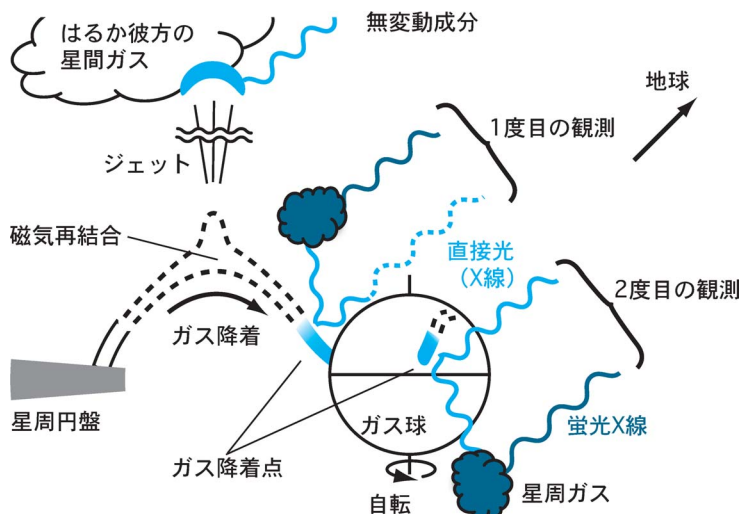 はるか彼方の
星間ガス
無変動成分
地球
1度目の観測
ジェット
磁気再結合
直接光
（X線）
2度目の観測
ガス降着
星周円盤
ガス球
蛍光X線
ガス降着点
星周ガス
自転